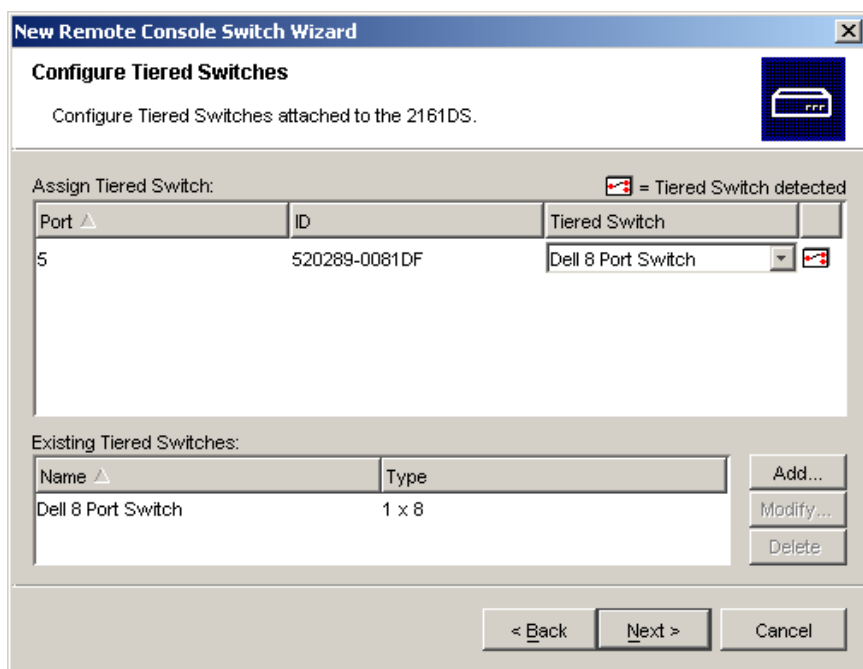 New Remote Console Switch Wizard
Configure Tiered Switches
Configure Tiered Switches attached to the 2161DS.
Assign Tiered Switch: = Tiered Switch detected
Port ID Tiered Switch
5 520289-0081DF Dell 8 Port Switch
Existing Tiered Switches:
Name Type
Dell 8 Port Switch 1 x 8
Add...
Modify...
Delete
< Back Next > Cancel